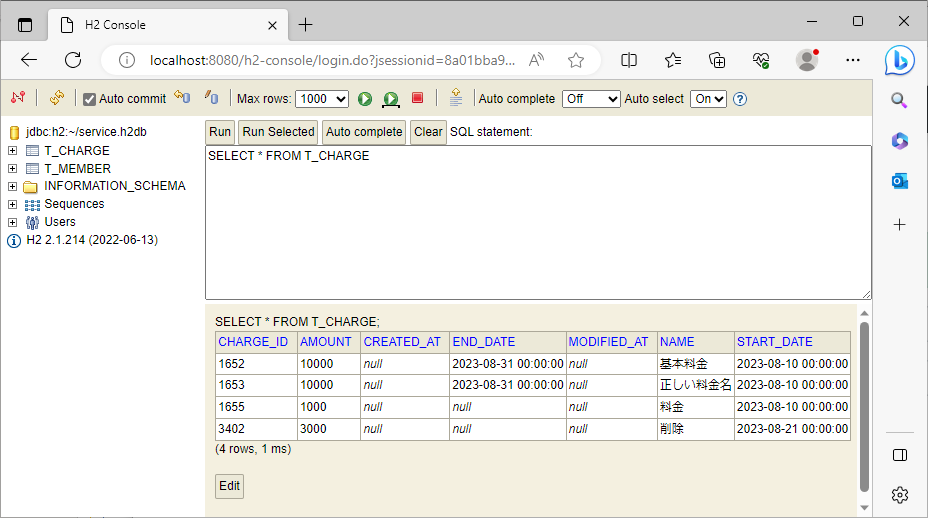 H2 Console
localhost:8080/h2-console/login.do?jsessionid=8a01bba9...
Auto commit Max rows: 1000 Auto complete Off Auto select On
jdbc:h2:~/service.h2db
T_CHARGE
T_MEMBER
INFORMATION_SCHEMA
Sequences
Users
H2 2.1.214 (2022-06-13)
Run Run Selected Auto complete Clear SQL statement:
SELECT * FROM T_CHARGE
SELECT * FROM T_CHARGE;
CHARGE_ID AMOUNT CREATED_AT END_DATE MODIFIED_AT NAME START_DATE
1652 10000 null 2023-08-31 00:00:00 null 基本料金 2023-08-10 00:00:00
1653 10000 null 2023-08-31 00:00:00 null 正しい料金名 2023-08-10 00:00:00
1655 1000 null null null 料金 2023-08-10 00:00:00
3402 3000 null null null 削除 2023-08-21 00:00:00
(4 rows, 1 ms)
Edit